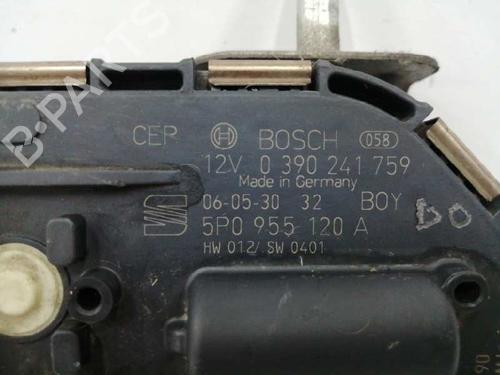 CEP BOSCH 058
12V 0 390 241 759
Made in Germany
06-05-30 32 BOY
5P0 955 120 A
HW 012/ SW 0401
B-PARTS